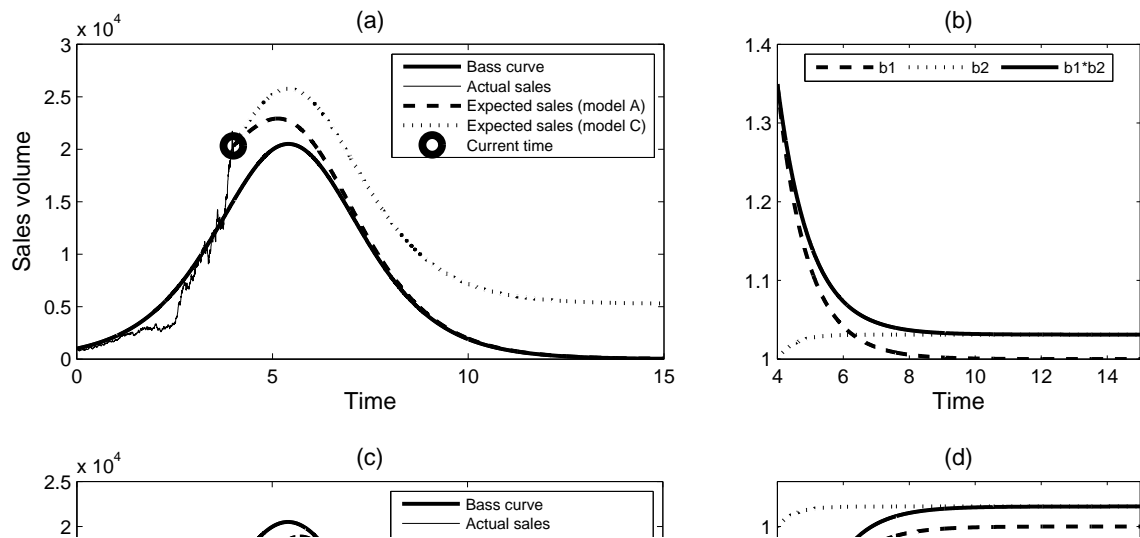 (a)
x 10^4
3
2.5
2
1.5
1
0.5
0
0 5 10 15
Sales volume
Time
Bass curve
Actual sales
Expected sales (model A)
Expected sales (model C)
Current time
(b)
1.4
1.3
1.2
1.1
1
4 6 8 10 12 14
Time
b1 b2 b1*b2
(c)
x 10^4
2.5
2
Bass curve
Actual sales
(d)
1